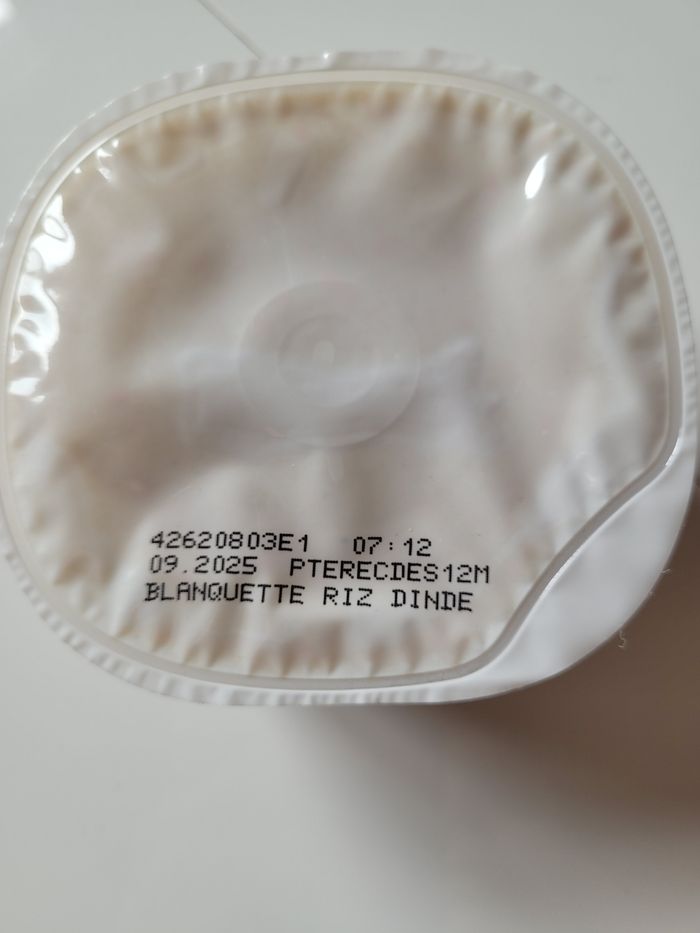 42620803E1 07:12
09.2025 PTERECDES12M
BLANQUETTE RIZ DINDE